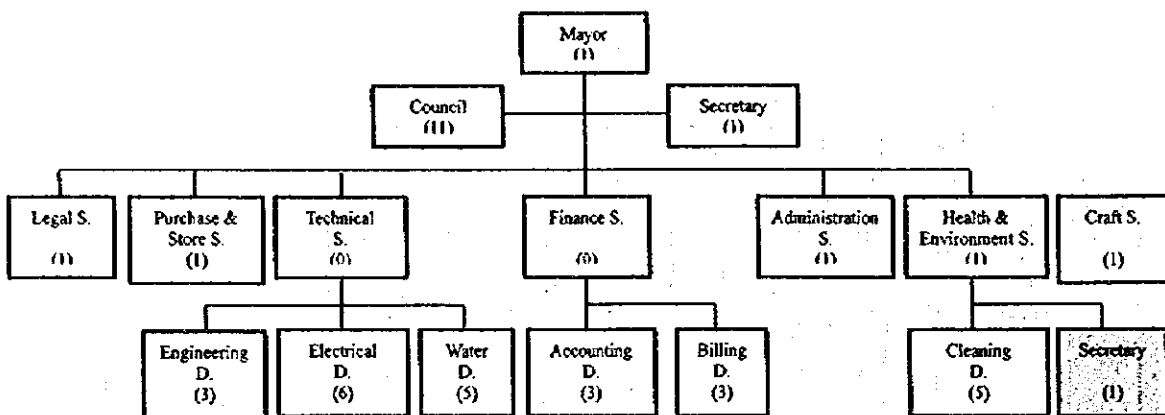 Mayor
(1)
Council
(11)
Secretary
(1)
Legal S.
(1)
Purchase &
Store S.
(1)
Technical
S.
(0)
Finance S.
(0)
Administration
S.
(1)
Health &
Environment S.
(1)
Craft S.
(1)
Engineering
D.
(3)
Electrical
D.
(6)
Water
D.
(5)
Accounting
D.
(3)
Billing
D.
(3)
Cleaning
D.
(5)
Secretary
(1)